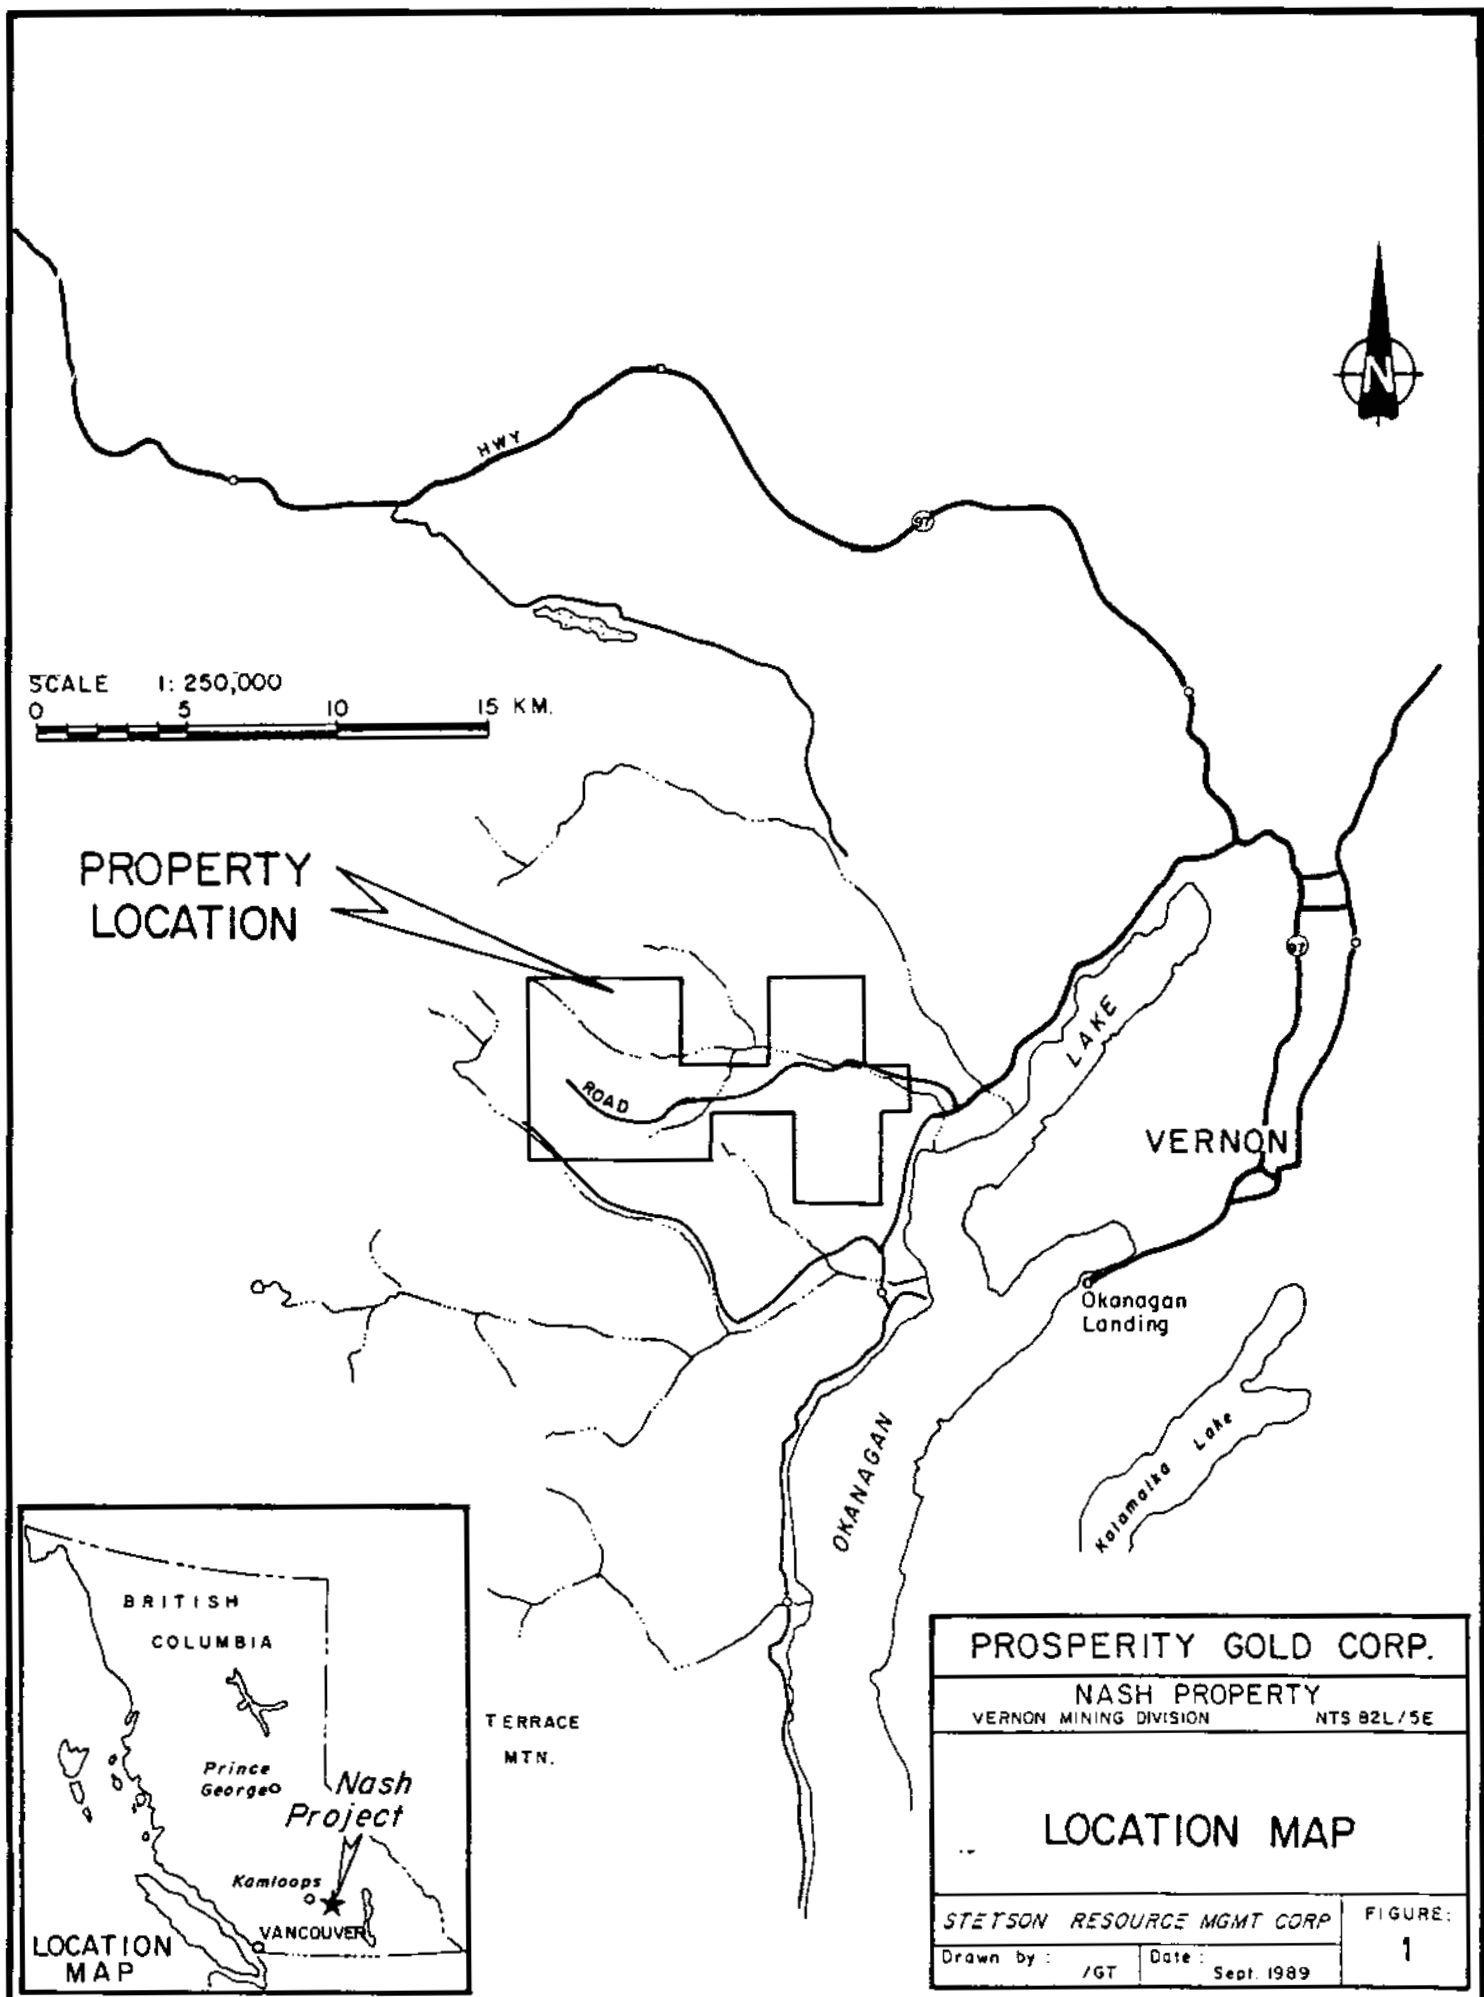 HWY
97
N
SCALE 1: 250,000
0 5 10 15 KM.
PROPERTY
LOCATION
ROAD
LAKE
97
VERNON
Okanagan
Landing
OKANAGAN
Kalamalka Lake
TERRACE
MTN.
BRITISH
COLUMBIA
Prince
George
Nash
Project
Kamloops
VANCOUVER
LOCATION
MAP
PROSPERITY GOLD CORP.
NASH PROPERTY
VERNON MINING DIVISION NTS 82L/5E
LOCATION MAP
STETSON RESOURCE MGMT CORP
FIGURE:
1
Drawn by : /GT
Date : Sept. 1989